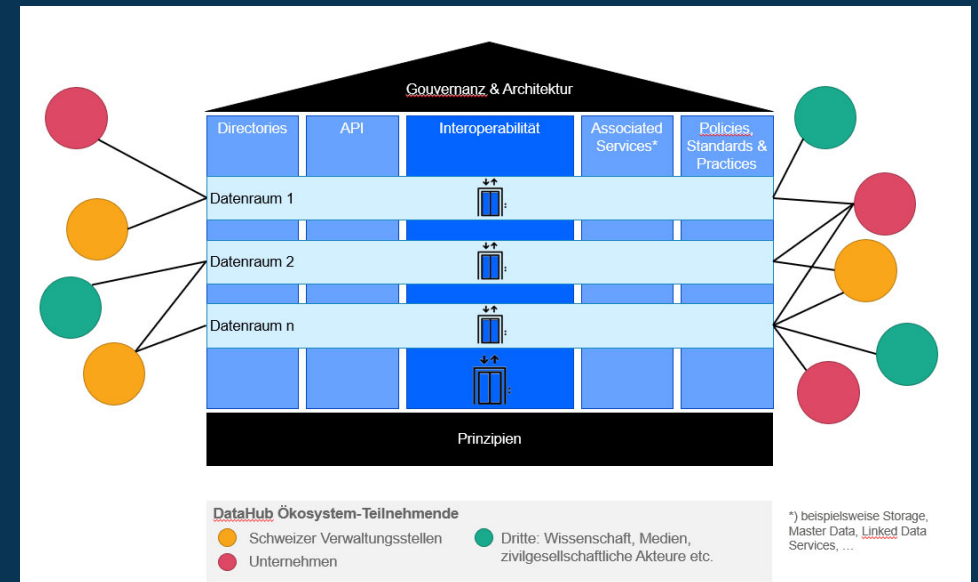 Gouvernanz & Architektur
Directories
API
Interoperabilität
Associated
Services*
Policies,
Standards &
Practices
Datenraum 1
Datenraum 2
Datenraum n
Prinzipien
DataHub Ökosystem-Teilnehmende
Schweizer Verwaltungsstellen
Unternehmen
Dritte: Wissenschaft, Medien,
zivilgesellschaftliche Akteure etc.
*) beispielsweise Storage,
Master Data, Linked Data
Services, …